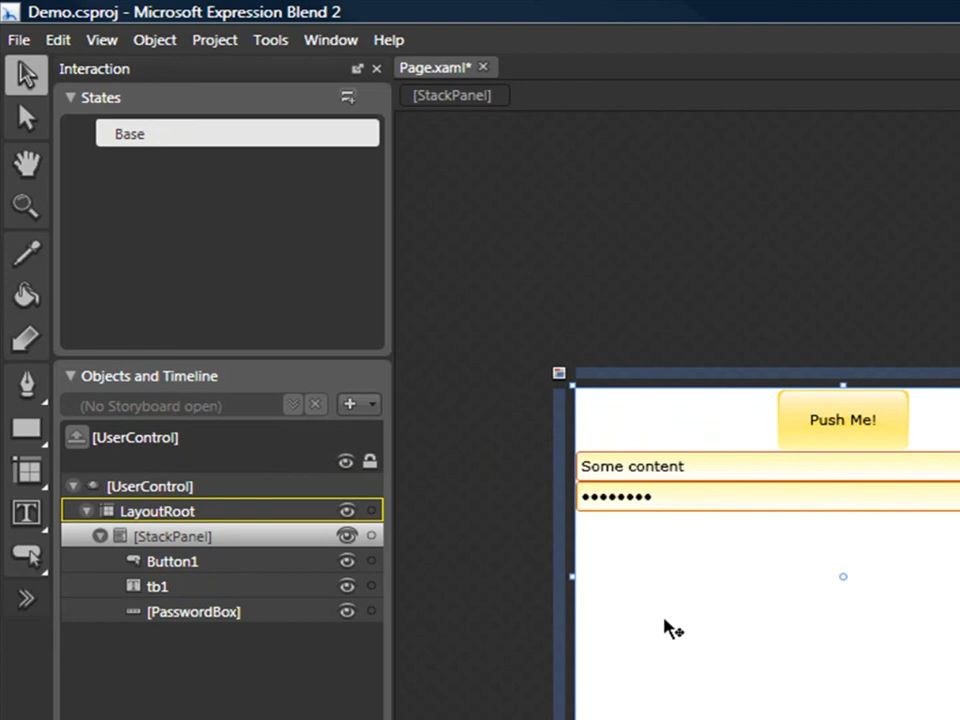 Demo.csproj - Microsoft Expression Blend 2
File Edit View Object Project Tools Window Help
Interaction
Page.xaml*
States
[StackPanel]
Base
Objects and Timeline
(No Storyboard open)
[UserControl]
[UserControl]
LayoutRoot
[StackPanel]
Button1
tb1
[PasswordBox]
Push Me!
Some content
••••••••